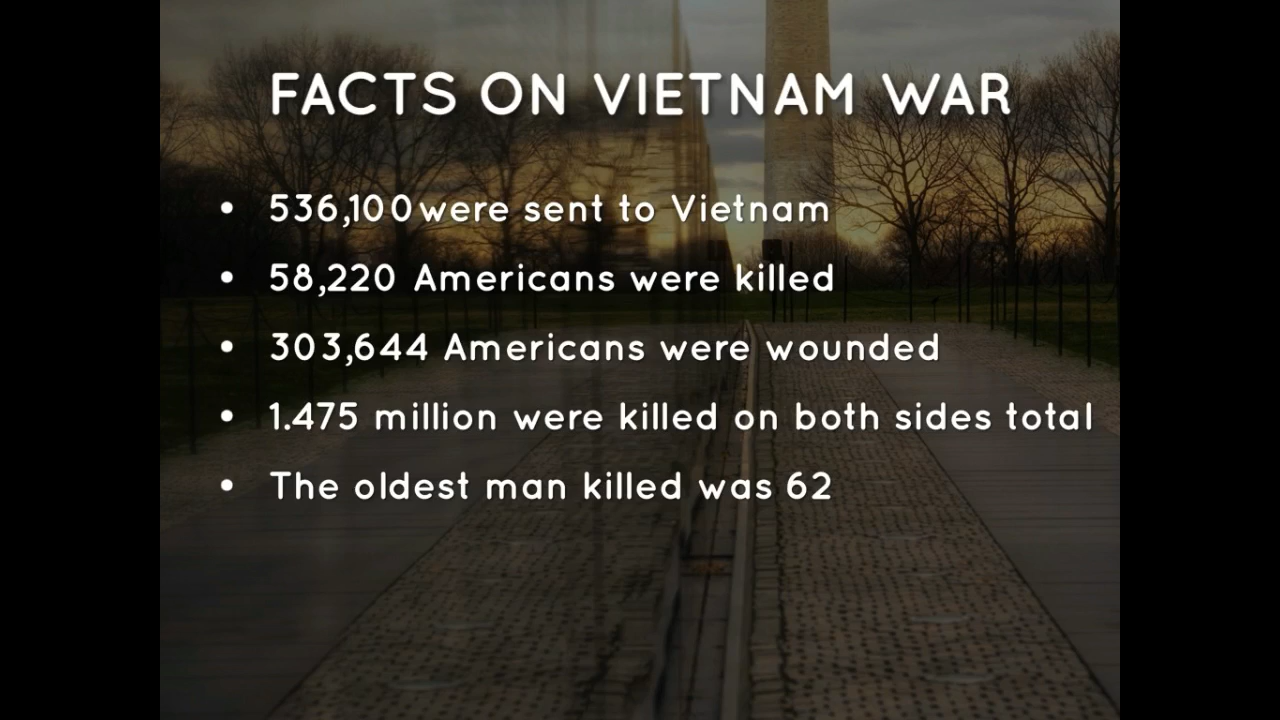 FACTS ON VIETNAM WAR
• 536,100were sent to Vietnam
• 58,220 Americans were killed
• 303,644 Americans were wounded
• 1.475 million were killed on both sides total
• The oldest man killed was 62